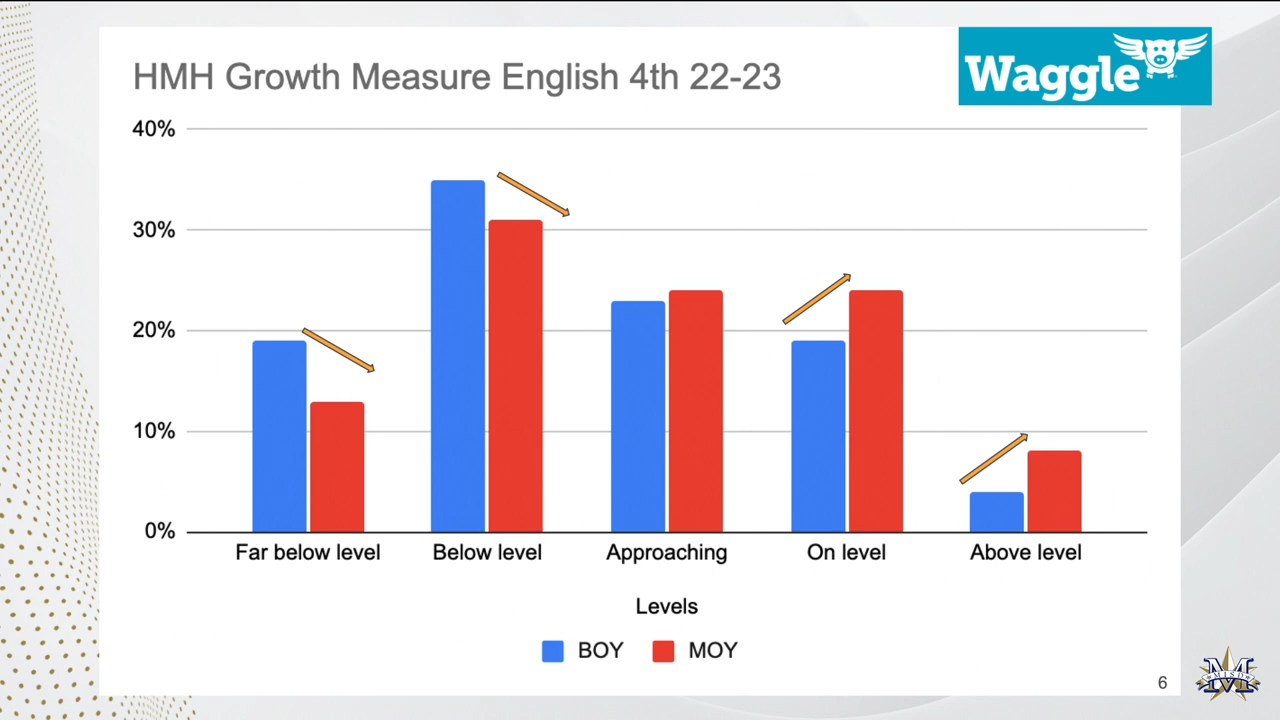 HMH Growth Measure English 4th 22-23
Waggle
40%
30%
20%
10%
0%
Far below level Below level Approaching On level Above level
Levels
BOY MOY
6
M
MISD